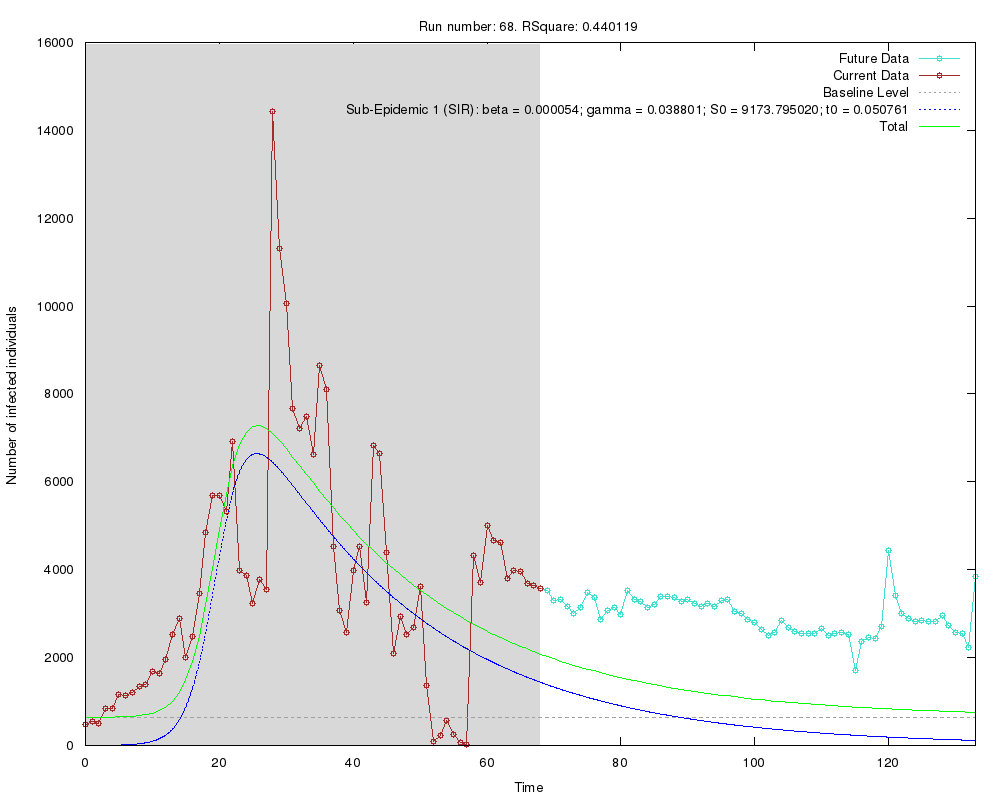 Run number: 68. RSquare: 0.440119
16000
14000
12000
10000
8000
6000
4000
2000
0
Number of infected individuals
Future Data
Current Data
Baseline Level
Sub-Epidemic 1 (SIR): beta = 0.000054; gamma = 0.038801; S0 = 9173.795020; t0 = 0.050761
Total
0 20 40 60 80 100 120
Time